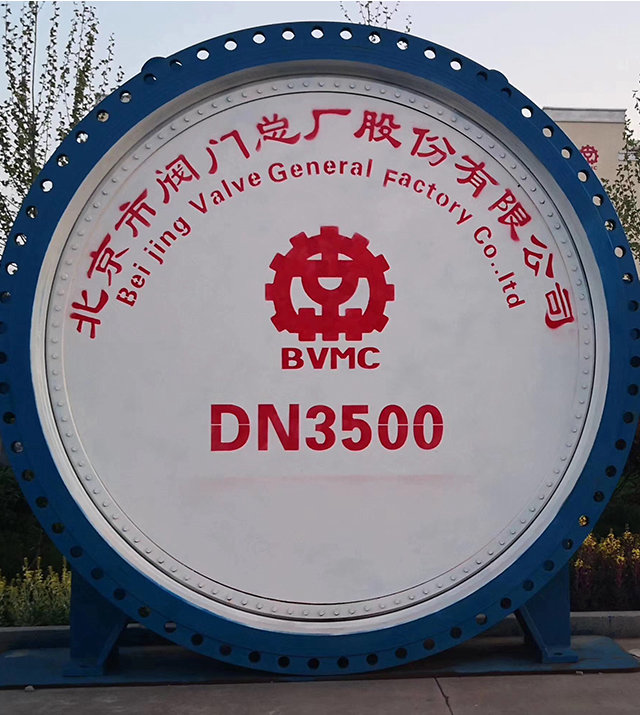 北京市阀门总厂股份有限公司
Bei jing Valve General Factory Co..ltd
BVMC
DN3500